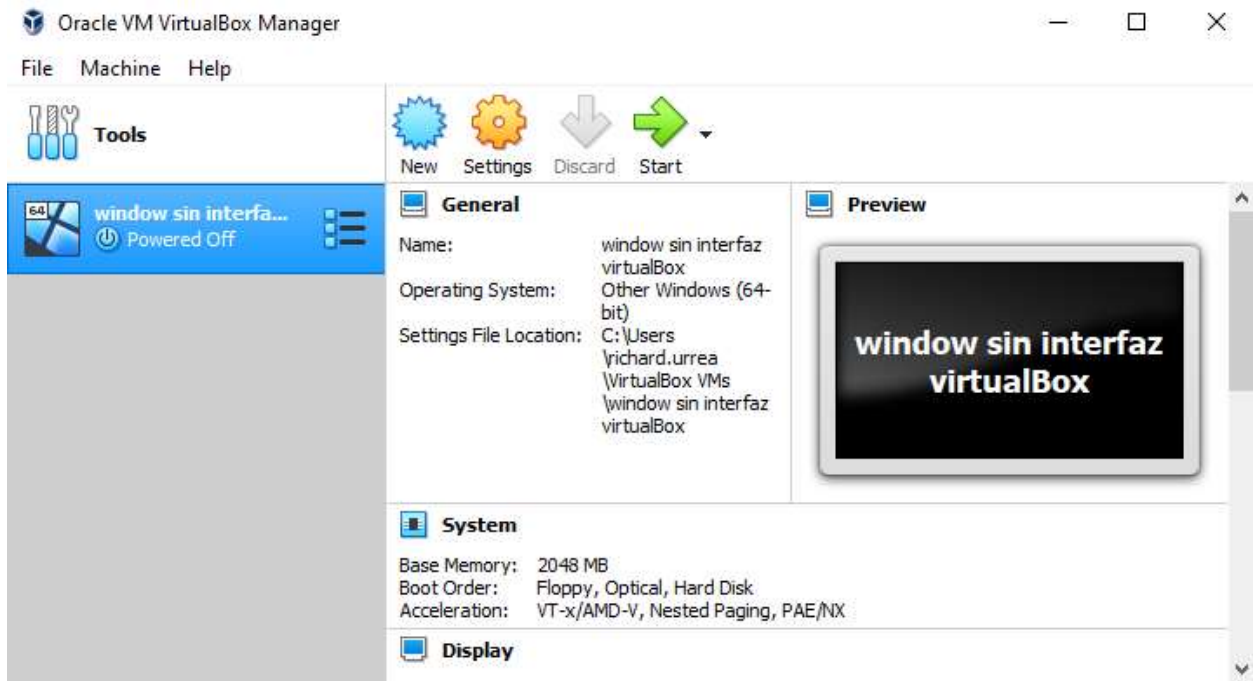 Oracle VM VirtualBox Manager
File Machine Help
Tools
New Settings Discard Start
64
window sin interfa...
Powered Off
General
Name: window sin interfaz
virtualBox
Operating System: Other Windows (64-
bit)
Settings File Location: C:\Users
\richard.urrea
\VirtualBox VMs
\window sin interfaz
virtualBox
Preview
window sin interfaz
virtualBox
System
Base Memory: 2048 MB
Boot Order: Floppy, Optical, Hard Disk
Acceleration: VT-x/AMD-V, Nested Paging, PAE/NX
Display